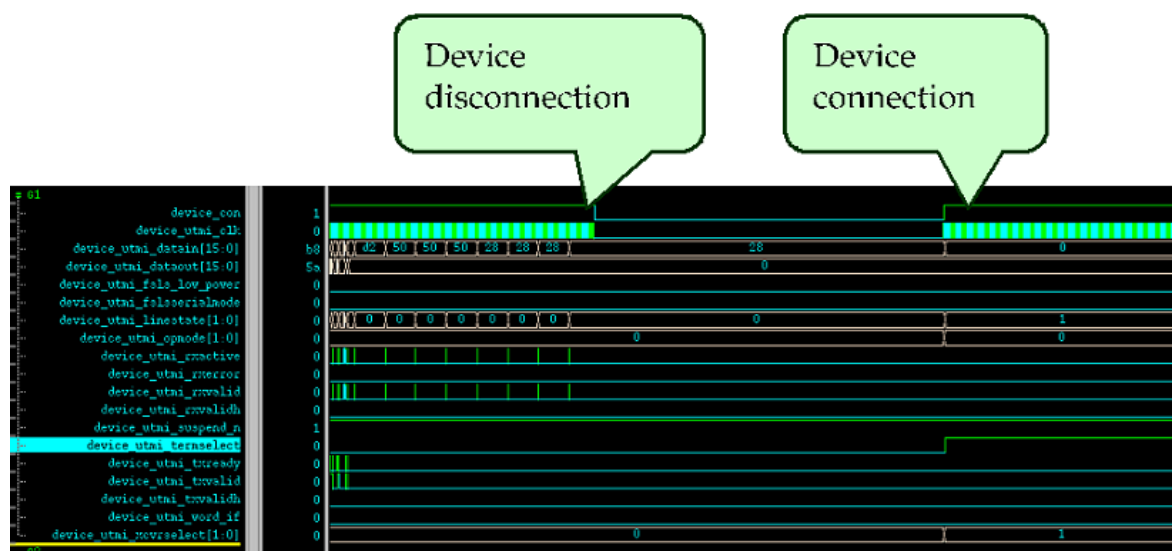 Device
disconnection
Device
connection
G1
device_con 1
device_utmi_clk 0
device_utmi_datain[15:0] b8 d2 50 50 50 28 28 28 28 0
device_utmi_dataout[15:0] 5a 0
device_utmi_fsls_low_power 0
device_utmi_fslsserialmode 0
device_utmi_linestate[1:0] 0 0 0 0 0 0 0 0 0 1
device_utmi_opmode[1:0] 0 0 0
device_utmi_rxactive 0
device_utmi_rxerror 0
device_utmi_rxvalid 0
device_utmi_rxvalidh 0
device_utmi_suspend_n 1
device_utmi_termselect 0
device_utmi_txready 0
device_utmi_txvalid 0
device_utmi_txvalidh 0
device_utmi_word_if 0
device_utmi_xcvrselect[1:0] 0 0 1